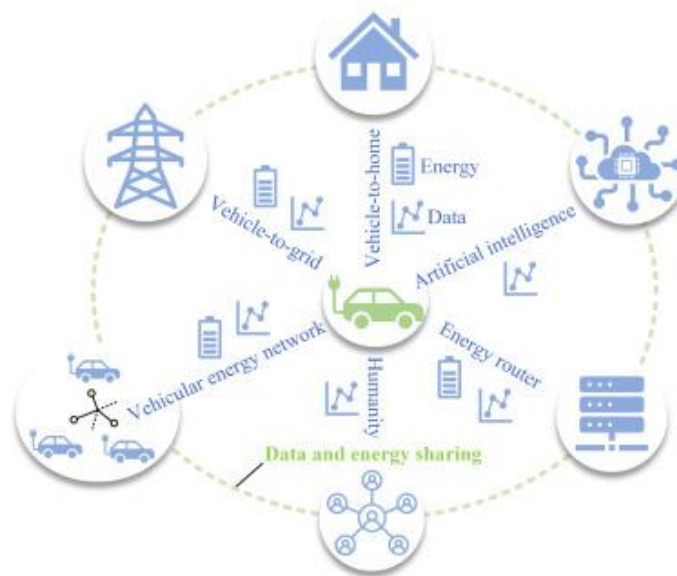 Vehicle-to-home
Energy
Data
Vehicle-to-grid
Artificial intelligence
Vehicular energy network
Energy router
Humanity
Data and energy sharing